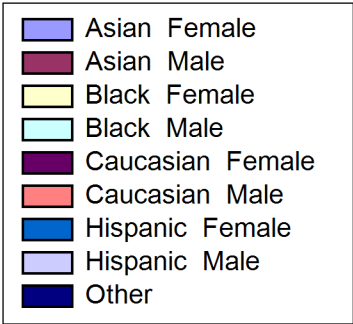 Asian Female
Asian Male
Black Female
Black Male
Caucasian Female
Caucasian Male
Hispanic Female
Hispanic Male
Other